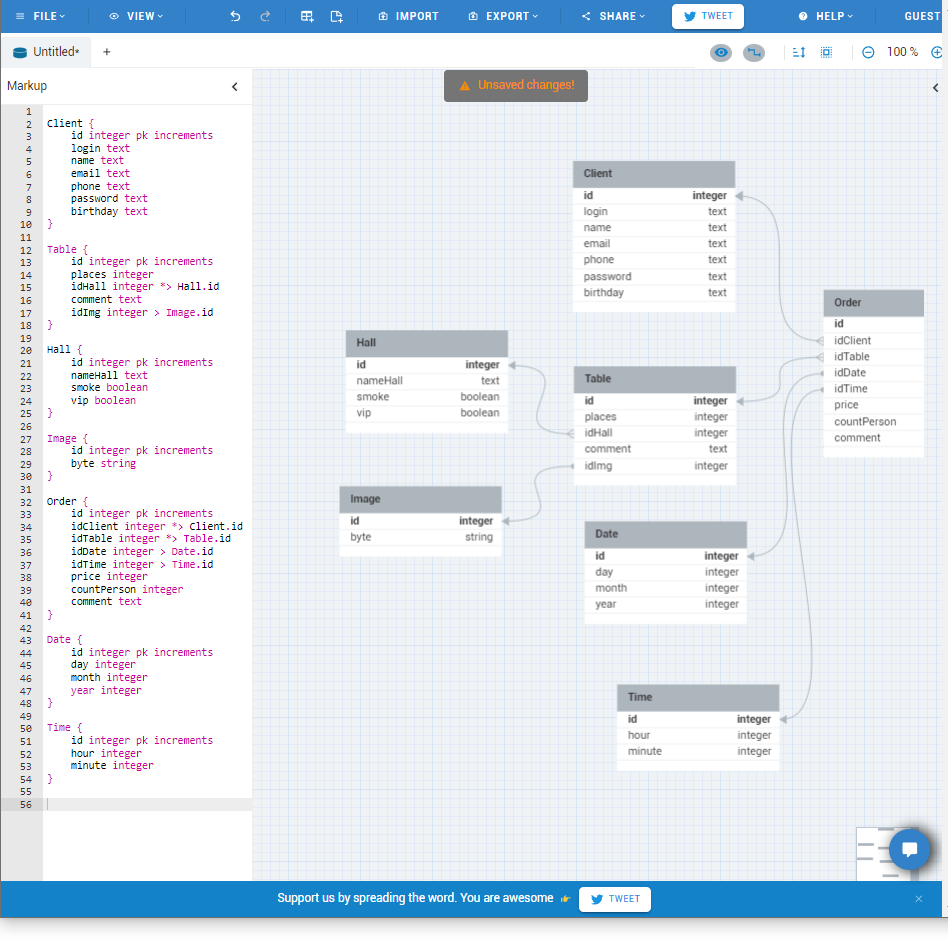 FILE VIEW IMPORT EXPORT SHARE TWEET HELP GUEST
Untitled* + 100 %
Markup
Unsaved changes!
1
2 Client {
3 id integer pk increments
4 login text
5 name text
6 email text
7 phone text
8 password text
9 birthday text
10 }
11
12 Table {
13 id integer pk increments
14 places integer
15 idHall integer *> Hall.id
16 comment text
17 idImg integer > Image.id
18 }
19
20 Hall {
21 id integer pk increments
22 nameHall text
23 smoke boolean
24 vip boolean
25 }
26
27 Image {
28 id integer pk increments
29 byte string
30 }
31
32 Order {
33 id integer pk increments
34 idClient integer *> Client.id
35 idTable integer *> Table.id
36 idDate integer > Date.id
37 idTime integer > Time.id
38 price integer
39 countPerson integer
40 comment text
41 }
42
43 Date {
44 id integer pk increments
45 day integer
46 month integer
47 year integer
48 }
49
50 Time {
51 id integer pk increments
52 hour integer
53 minute integer
54 }
55
56
Client
id integer
login text
name text
email text
phone text
password text
birthday text
Order
id
idClient
idTable
idDate
idTime
price
countPerson
comment
Hall
id integer
nameHall text
smoke boolean
vip boolean
Table
id integer
places integer
idHall integer
comment text
idImg integer
Image
id integer
byte string
Date
id integer
day integer
month integer
year integer
Time
id integer
hour integer
minute integer
Support us by spreading the word. You are awesome 👉 TWEET